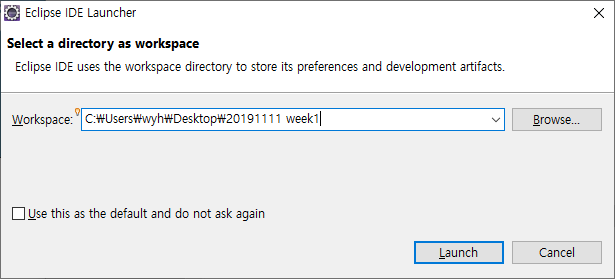 Eclipse IDE Launcher
Select a directory as workspace
Eclipse IDE uses the workspace directory to store its preferences and development artifacts.
Workspace: C:₩Users₩wyh₩Desktop₩20191111 week1 Browse...
Use this as the default and do not ask again
Launch Cancel